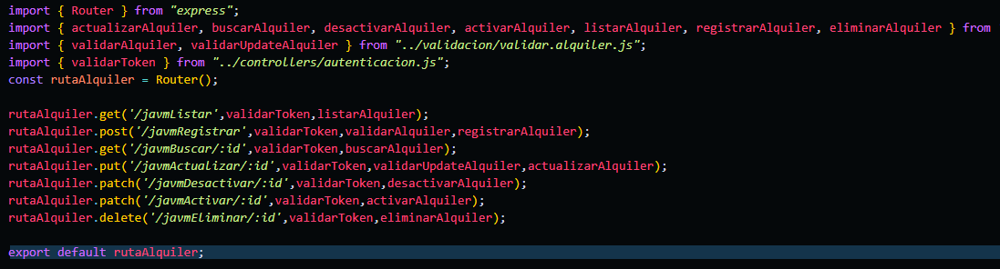 import { Router } from "express";
import { actualizarAlquiler, buscarAlquiler, desactivarAlquiler, activarAlquiler, listarAlquiler, registrarAlquiler, eliminarAlquiler } from
import { validarAlquiler, validarUpdateAlquiler } from "../validacion/validar.alquiler.js";
import { validarToken } from "../controllers/autenticacion.js";
const rutaAlquiler = Router();

rutaAlquiler.get('/javmListar',validarToken,listarAlquiler);
rutaAlquiler.post('/javmRegistrar',validarToken,validarAlquiler,registrarAlquiler);
rutaAlquiler.get('/javmBuscar/:id',validarToken,buscarAlquiler);
rutaAlquiler.put('/javmActualizar/:id',validarToken,validarUpdateAlquiler,actualizarAlquiler);
rutaAlquiler.patch('/javmDesactivar/:id',validarToken,desactivarAlquiler);
rutaAlquiler.patch('/javmActivar/:id',validarToken,activarAlquiler);
rutaAlquiler.delete('/javmEliminar/:id',validarToken,eliminarAlquiler);

export default rutaAlquiler;